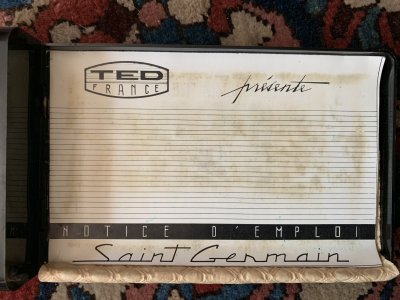 TED
FRANCE
présente
NOTICE D'EMPLOI
Saint Germain